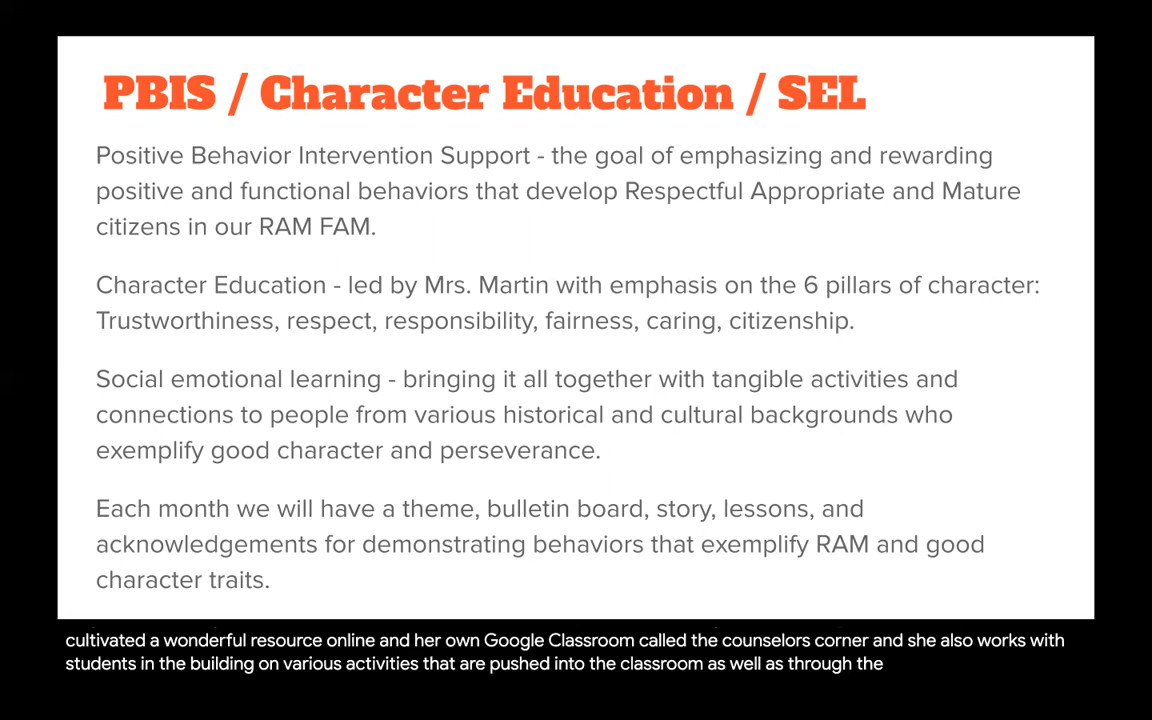 PBIS / Character Education / SEL
Positive Behavior Intervention Support - the goal of emphasizing and rewarding
positive and functional behaviors that develop Respectful Appropriate and Mature
citizens in our RAM FAM.
Character Education - led by Mrs. Martin with emphasis on the 6 pillars of character:
Trustworthiness, respect, responsibility, fairness, caring, citizenship.
Social emotional learning - bringing it all together with tangible activities and
connections to people from various historical and cultural backgrounds who
exemplify good character and perseverance.
Each month we will have a theme, bulletin board, story, lessons, and
acknowledgements for demonstrating behaviors that exemplify RAM and good
character traits.
cultivated a wonderful resource online and her own Google Classroom called the counselors corner and she also works with
students in the building on various activities that are pushed into the classroom as well as through the